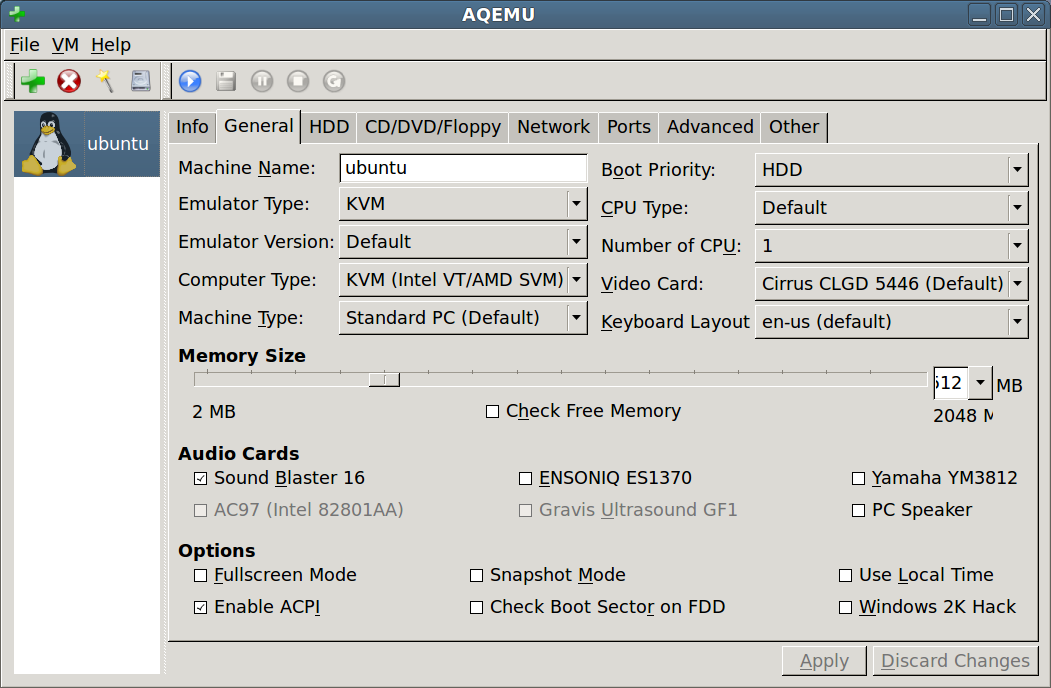 AQEMU
File VM Help
ubuntu
Info General HDD CD/DVD/Floppy Network Ports Advanced Other
Machine Name: ubuntu Boot Priority: HDD
Emulator Type: KVM CPU Type: Default
Emulator Version: Default Number of CPU: 1
Computer Type: KVM (Intel VT/AMD SVM) Video Card: Cirrus CLGD 5446 (Default)
Machine Type: Standard PC (Default) Keyboard Layout en-us (default)
Memory Size
12 MB
2 MB Check Free Memory 2048 M
Audio Cards
Sound Blaster 16 ENSONIQ ES1370 Yamaha YM3812
AC97 (Intel 82801AA) Gravis Ultrasound GF1 PC Speaker
Options
Fullscreen Mode Snapshot Mode Use Local Time
Enable ACPI Check Boot Sector on FDD Windows 2K Hack
Apply Discard Changes